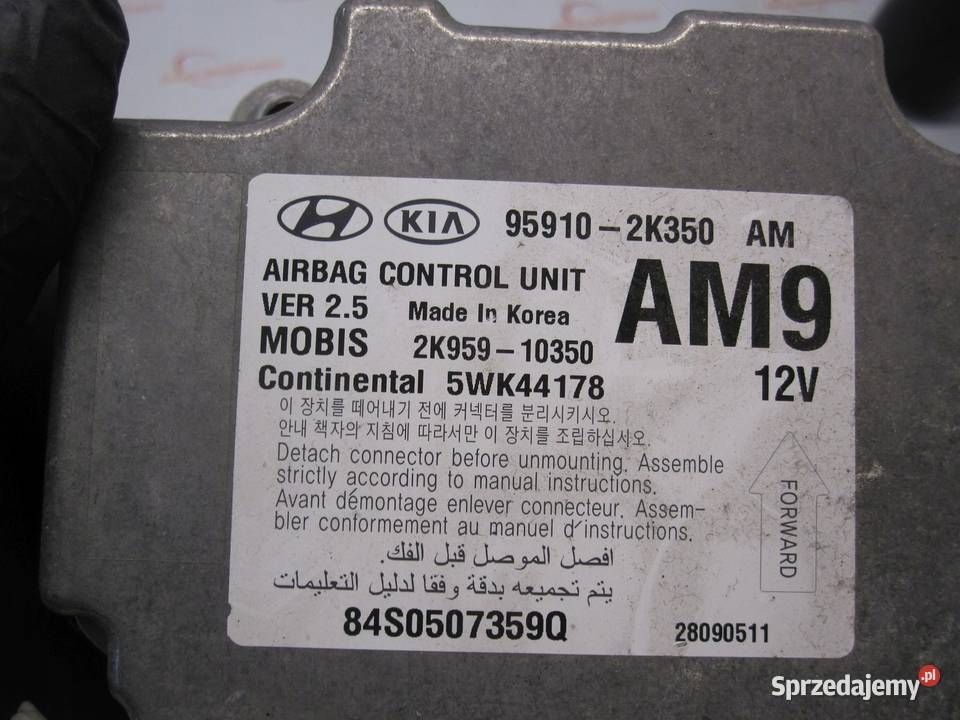 KIA 95910-2K350 AM
AIRBAG CONTROL UNIT
AM9
VER 2.5 Made In Korea
MOBIS 2K959-10350
Continental 5WK44178 12V
이 장치를 떼어내기 전에 커넥터를 분리시키시오.
안내 책자의 지침에 따라서만 이 장치를 조립하십시오.
Detach connector before unmounting. Assemble
strictly according to manual instructions.
Avant démontage enlever connecteur. Assem-
bler conformement au manuel d'instructions.
FORWARD
افصل الموصل قبل الفك.
يتم تجميعه بدقة وفقا لدليل التعليمات
84S0507359Q 28090511
Sprzedajemy.pl